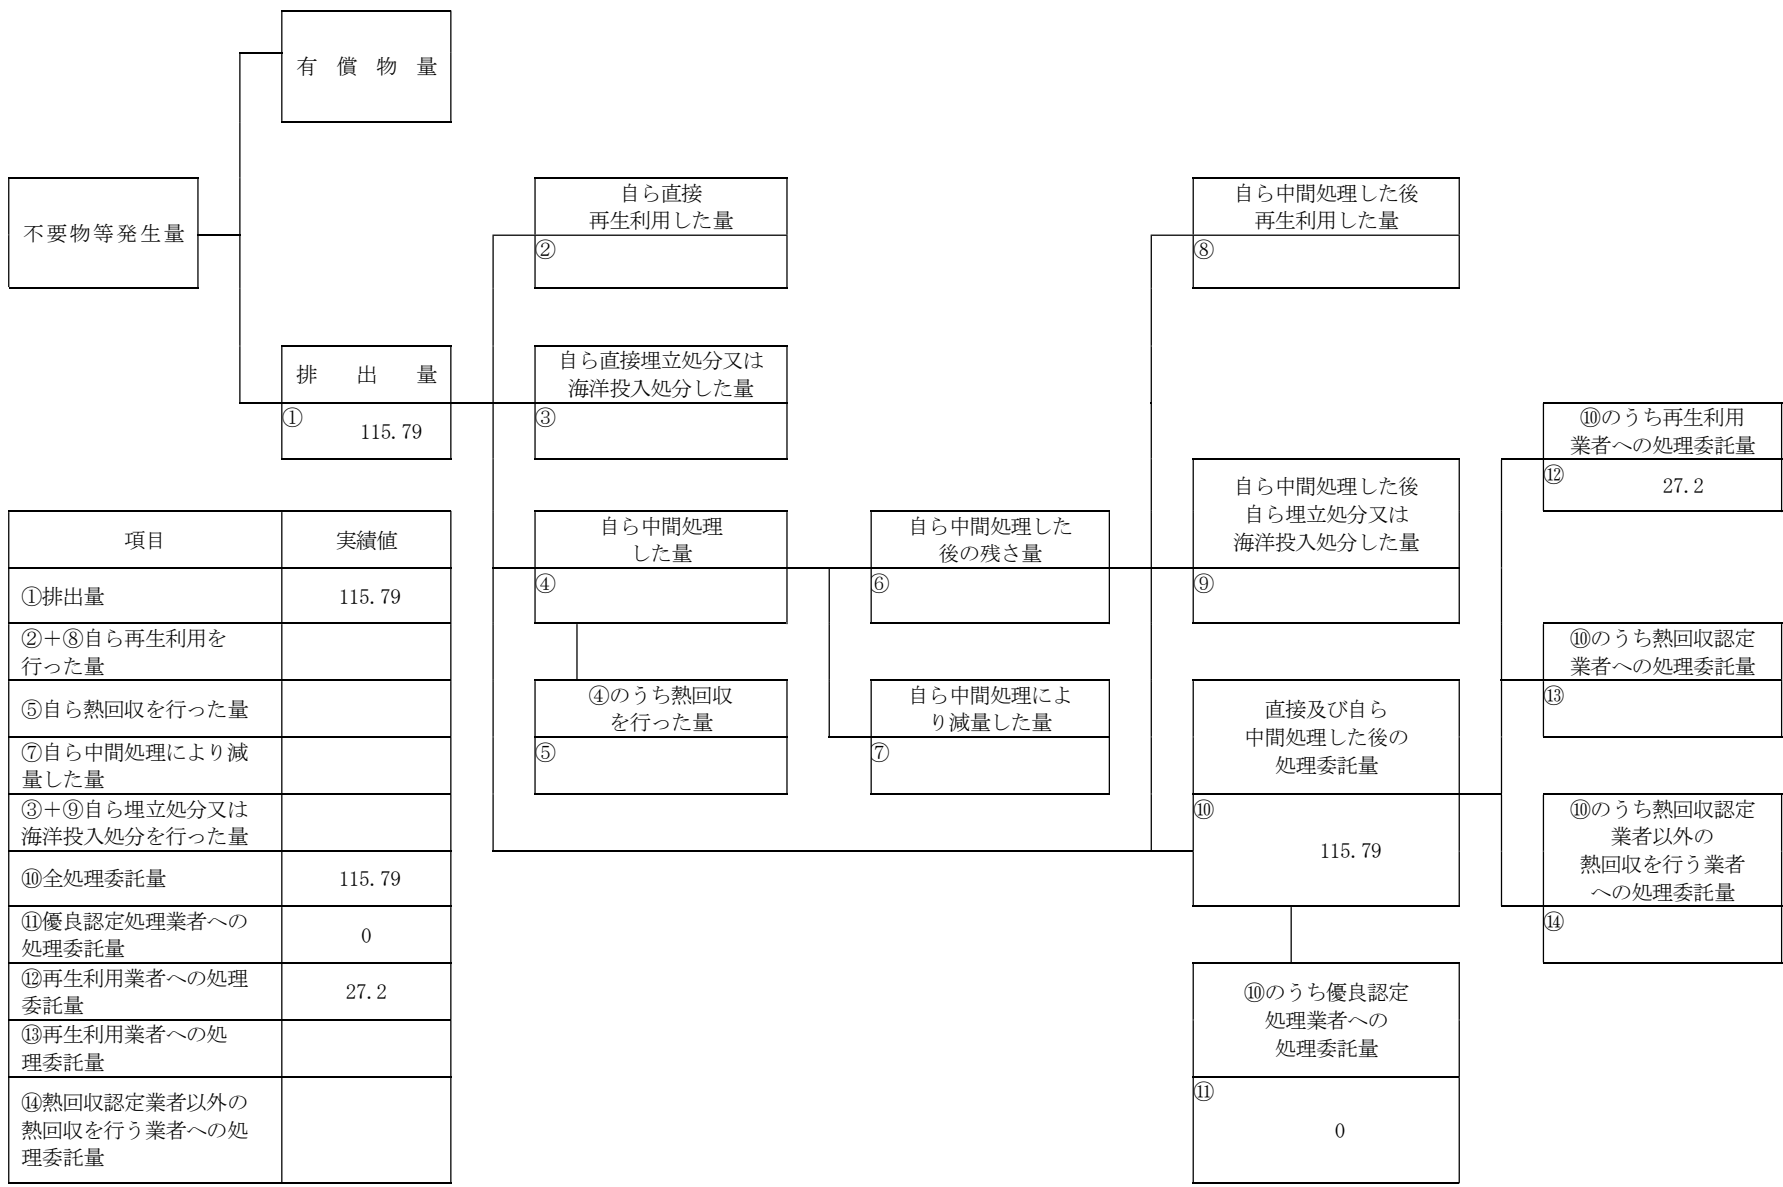 有償物量
不要物等発生量
自ら直接
再生利用した量
②
自ら中間処理した後
再生利用した量
⑧
排出量
①
115.79
自ら直接埋立処分又は
海洋投入処分した量
③
⑩のうち再生利用
業者への処理委託量
⑫
27.2
自ら中間処理した後
自ら埋立処分又は
海洋投入処分した量
⑨
自ら中間処理
した量
④
自ら中間処理した
後の残さ量
⑥
⑩のうち熱回収認定
業者への処理委託量
⑬
④のうち熱回収
を行った量
⑤
自ら中間処理によ
り減量した量
⑦
直接及び自ら
中間処理した後の
処理委託量
⑩
115.79
⑩のうち熱回収認定
業者以外の
熱回収を行う業者
への処理委託量
⑭
⑩のうち優良認定
処理業者への
処理委託量
⑪
0
項目 実績値
①排出量 115.79
②+⑧自ら再生利用を
行った量
⑤自ら熱回収を行った量
⑦自ら中間処理により減
量した量
③+⑨自ら埋立処分又は
海洋投入処分を行った量
⑩全処理委託量 115.79
⑪優良認定処理業者への
処理委託量
0
⑫再生利用業者への処理
委託量
27.2
⑬再生利用業者への処
理委託量
⑭熱回収認定業者以外の
熱回収を行う業者への処
理委託量